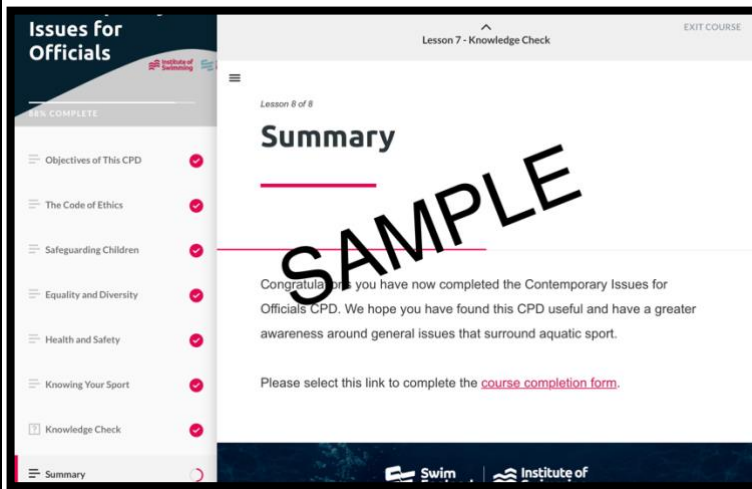 Issues for
Officials
Institute of
Swimming
88% COMPLETE
Objectives of This CPD
The Code of Ethics
Safeguarding Children
Equality and Diversity
Health and Safety
Knowing Your Sport
Knowledge Check
Summary
Lesson 7 - Knowledge Check
EXIT COURSE
Lesson 8 of 8
Summary
SAMPLE
Congratulations you have now completed the Contemporary Issues for
Officials CPD. We hope you have found this CPD useful and have a greater
awareness around general issues that surround aquatic sport.
Please select this link to complete the course completion form.
Swim
Institute of